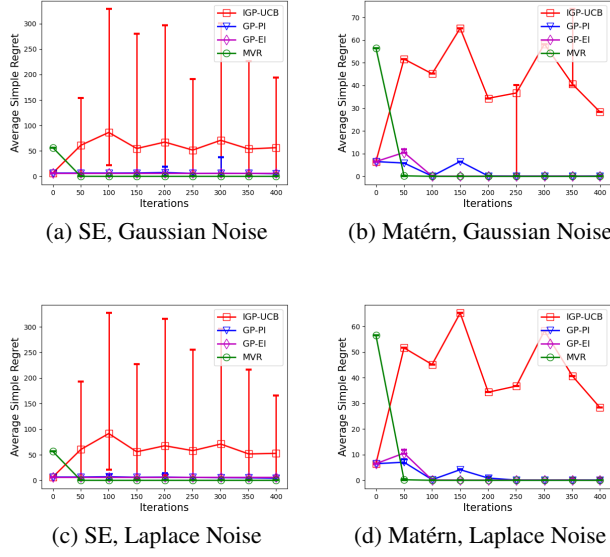 300
250
200
150
100
50
0
Average Simple Regret
0 50 100 150 200 250 300 350 400
Iterations
IGP-UCB
GP-PI
GP-EI
MVR
(a) SE, Gaussian Noise
80
70
60
50
40
30
20
10
0
Average Simple Regret
0 50 100 150 200 250 300 350 400
Iterations
IGP-UCB
GP-PI
GP-EI
MVR
(b) Matérn, Gaussian Noise
300
250
200
150
100
50
0
Average Simple Regret
0 50 100 150 200 250 300 350 400
Iterations
IGP-UCB
GP-PI
GP-EI
MVR
(c) SE, Laplace Noise
60
50
40
30
20
10
0
Average Simple Regret
0 50 100 150 200 250 300 350 400
Iterations
IGP-UCB
GP-PI
GP-EI
MVR
(d) Matérn, Laplace Noise